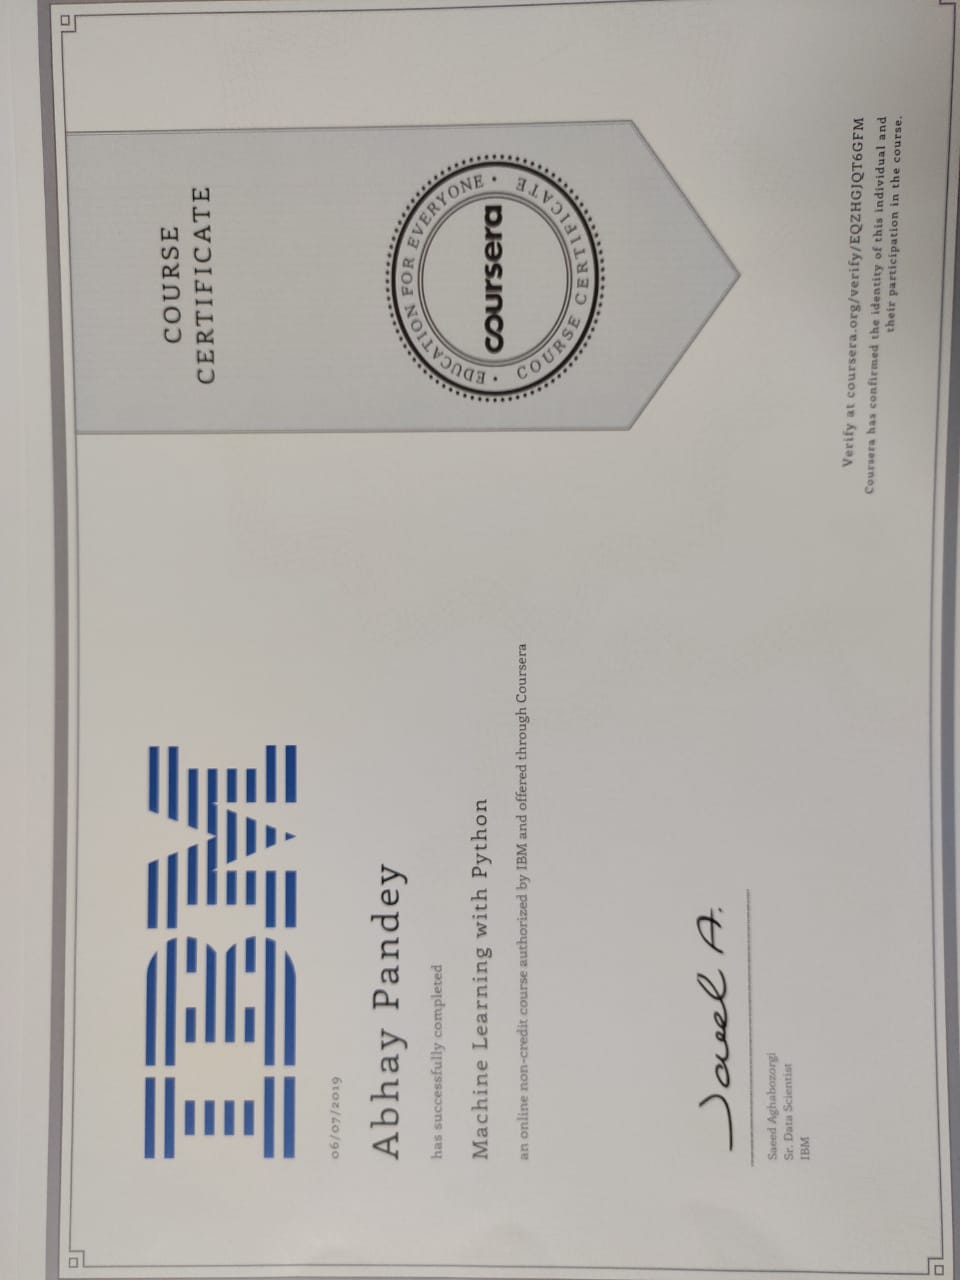 IBM
06/07/2019
Abhay Pandey
has successfully completed
Machine Learning with Python
an online non-credit course authorized by IBM and offered through Coursera
Saeed A.
Saeed Aghabozorgi
Sr. Data Scientist
IBM
COURSE
CERTIFICATE
EDUCATION FOR EVERYONE
coursera
COURSE CERTIFICATE
Verify at coursera.org/verify/EQZHGJQT6GFM
Coursera has confirmed the identity of this individual and
their participation in the course.